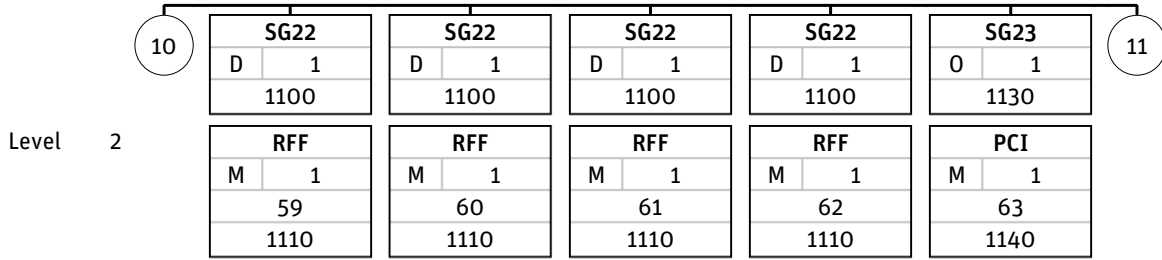 10 SG22 SG22 SG22 SG22 SG23 11
D 1 D 1 D 1 D 1 O 1
1100 1100 1100 1100 1130
Level 2 RFF RFF RFF RFF PCI
M 1 M 1 M 1 M 1 M 1
59 60 61 62 63
1110 1110 1110 1110 1140